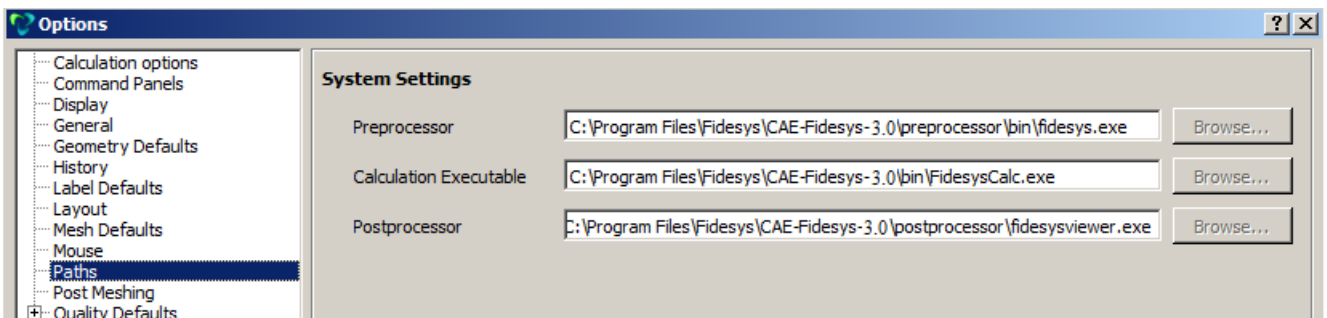 Options
Calculation options
Command Panels
Display
General
Geometry Defaults
History
Label Defaults
Layout
Mesh Defaults
Mouse
Paths
Post Meshing
Quality Defaults
System Settings
Preprocessor C:\Program Files\Fidesys\CAE-Fidesys-3.0\preprocessor\bin\fidesys.exe Browse...
Calculation Executable C:\Program Files\Fidesys\CAE-Fidesys-3.0\bin\FidesysCalc.exe Browse...
Postprocessor C:\Program Files\Fidesys\CAE-Fidesys-3.0\postprocessor\fidesysviewer.exe Browse...